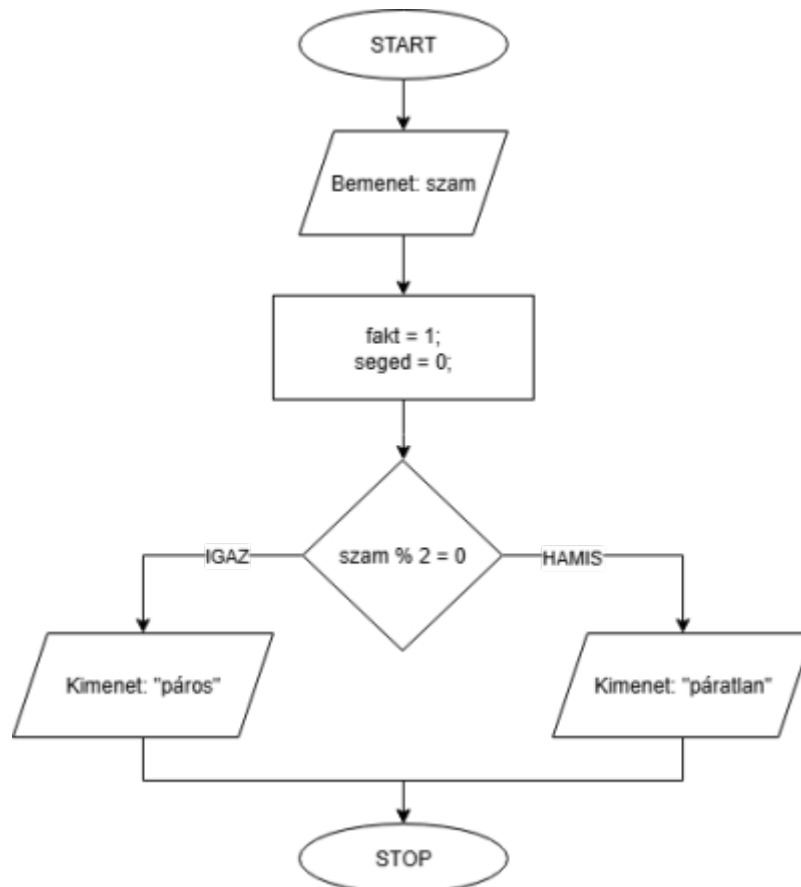 START
Bemenet: szam
fakt = 1;
seged = 0;
szam % 2 = 0
IGAZ
HAMIS
Kimenet: "páros"
Kimenet: "páratlan"
STOP